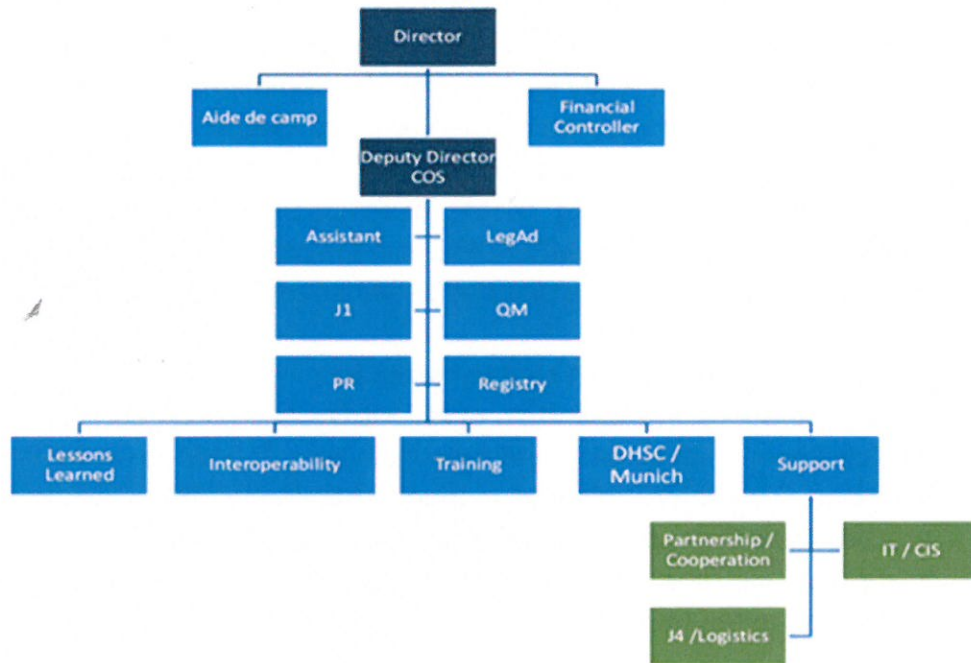 Director
Aide de camp
Financial
Controller
Deputy Director
COS
Assistant
LegAd
J1
QM
PR
Registry
Lessons
Learned
Interoperability
Training
DHSC /
Munich
Support
Partnership /
Cooperation
IT / CIS
J4 /Logistics